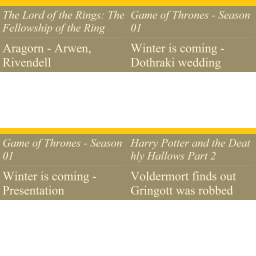 The Lord of the Rings: The
Fellowship of the Ring
Aragorn - Arwen,
Rivendell
Game of Thrones - Season
01
Winter is coming -
Dothraki wedding
Game of Thrones - Season
01
Winter is coming -
Presentation
Harry Potter and the Deat
hly Hallows Part 2
Voldermort finds out
Gringott was robbed